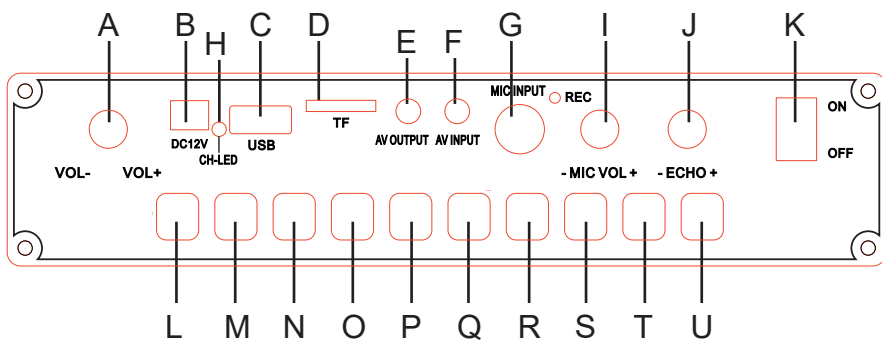 A B H C D E F G I J K
MIC INPUT
REC
ON
TF
DC12V
USB
AV OUTPUT AV INPUT
CH-LED
OFF
VOL- VOL+
- MIC VOL + - ECHO +
L M N O P Q R S T U